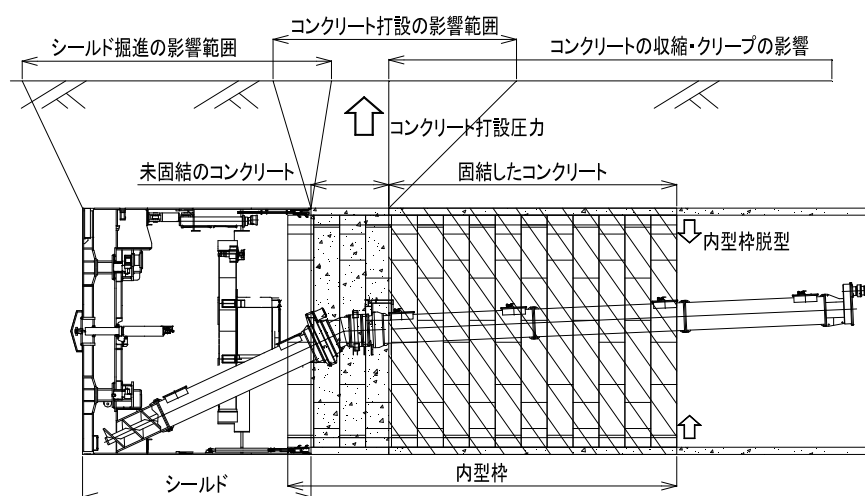 コンクリート打設の影響範囲
シールド掘進の影響範囲
コンクリートの収縮・クリープの影響
コンクリート打設圧力
未固結のコンクリート
固結したコンクリート
内型枠脱型
シールド
内型枠